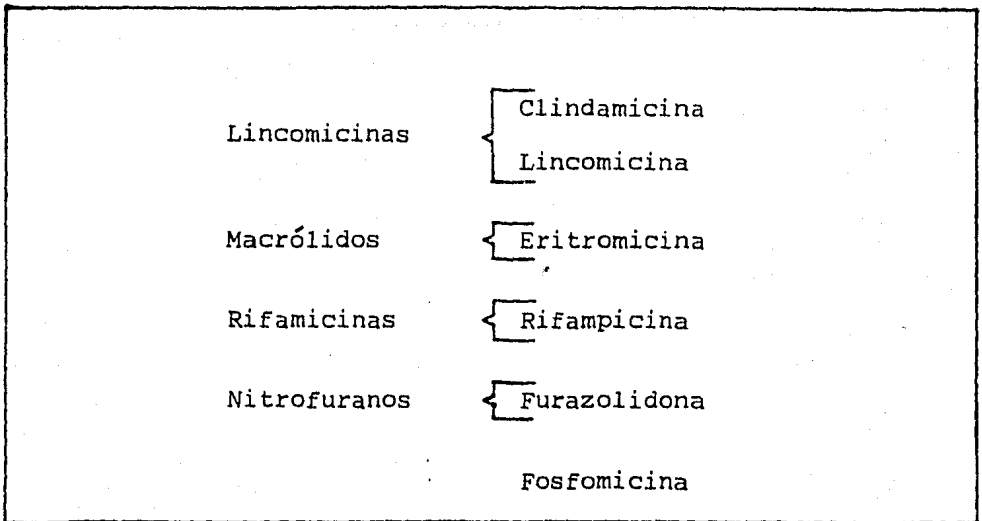 Clindamicina
Lincomicinas
Lincomicina
Macrólidos Eritromicina
Rifamicinas Rifampicina
Nitrofuranos Furazolidona
Fosfomicina